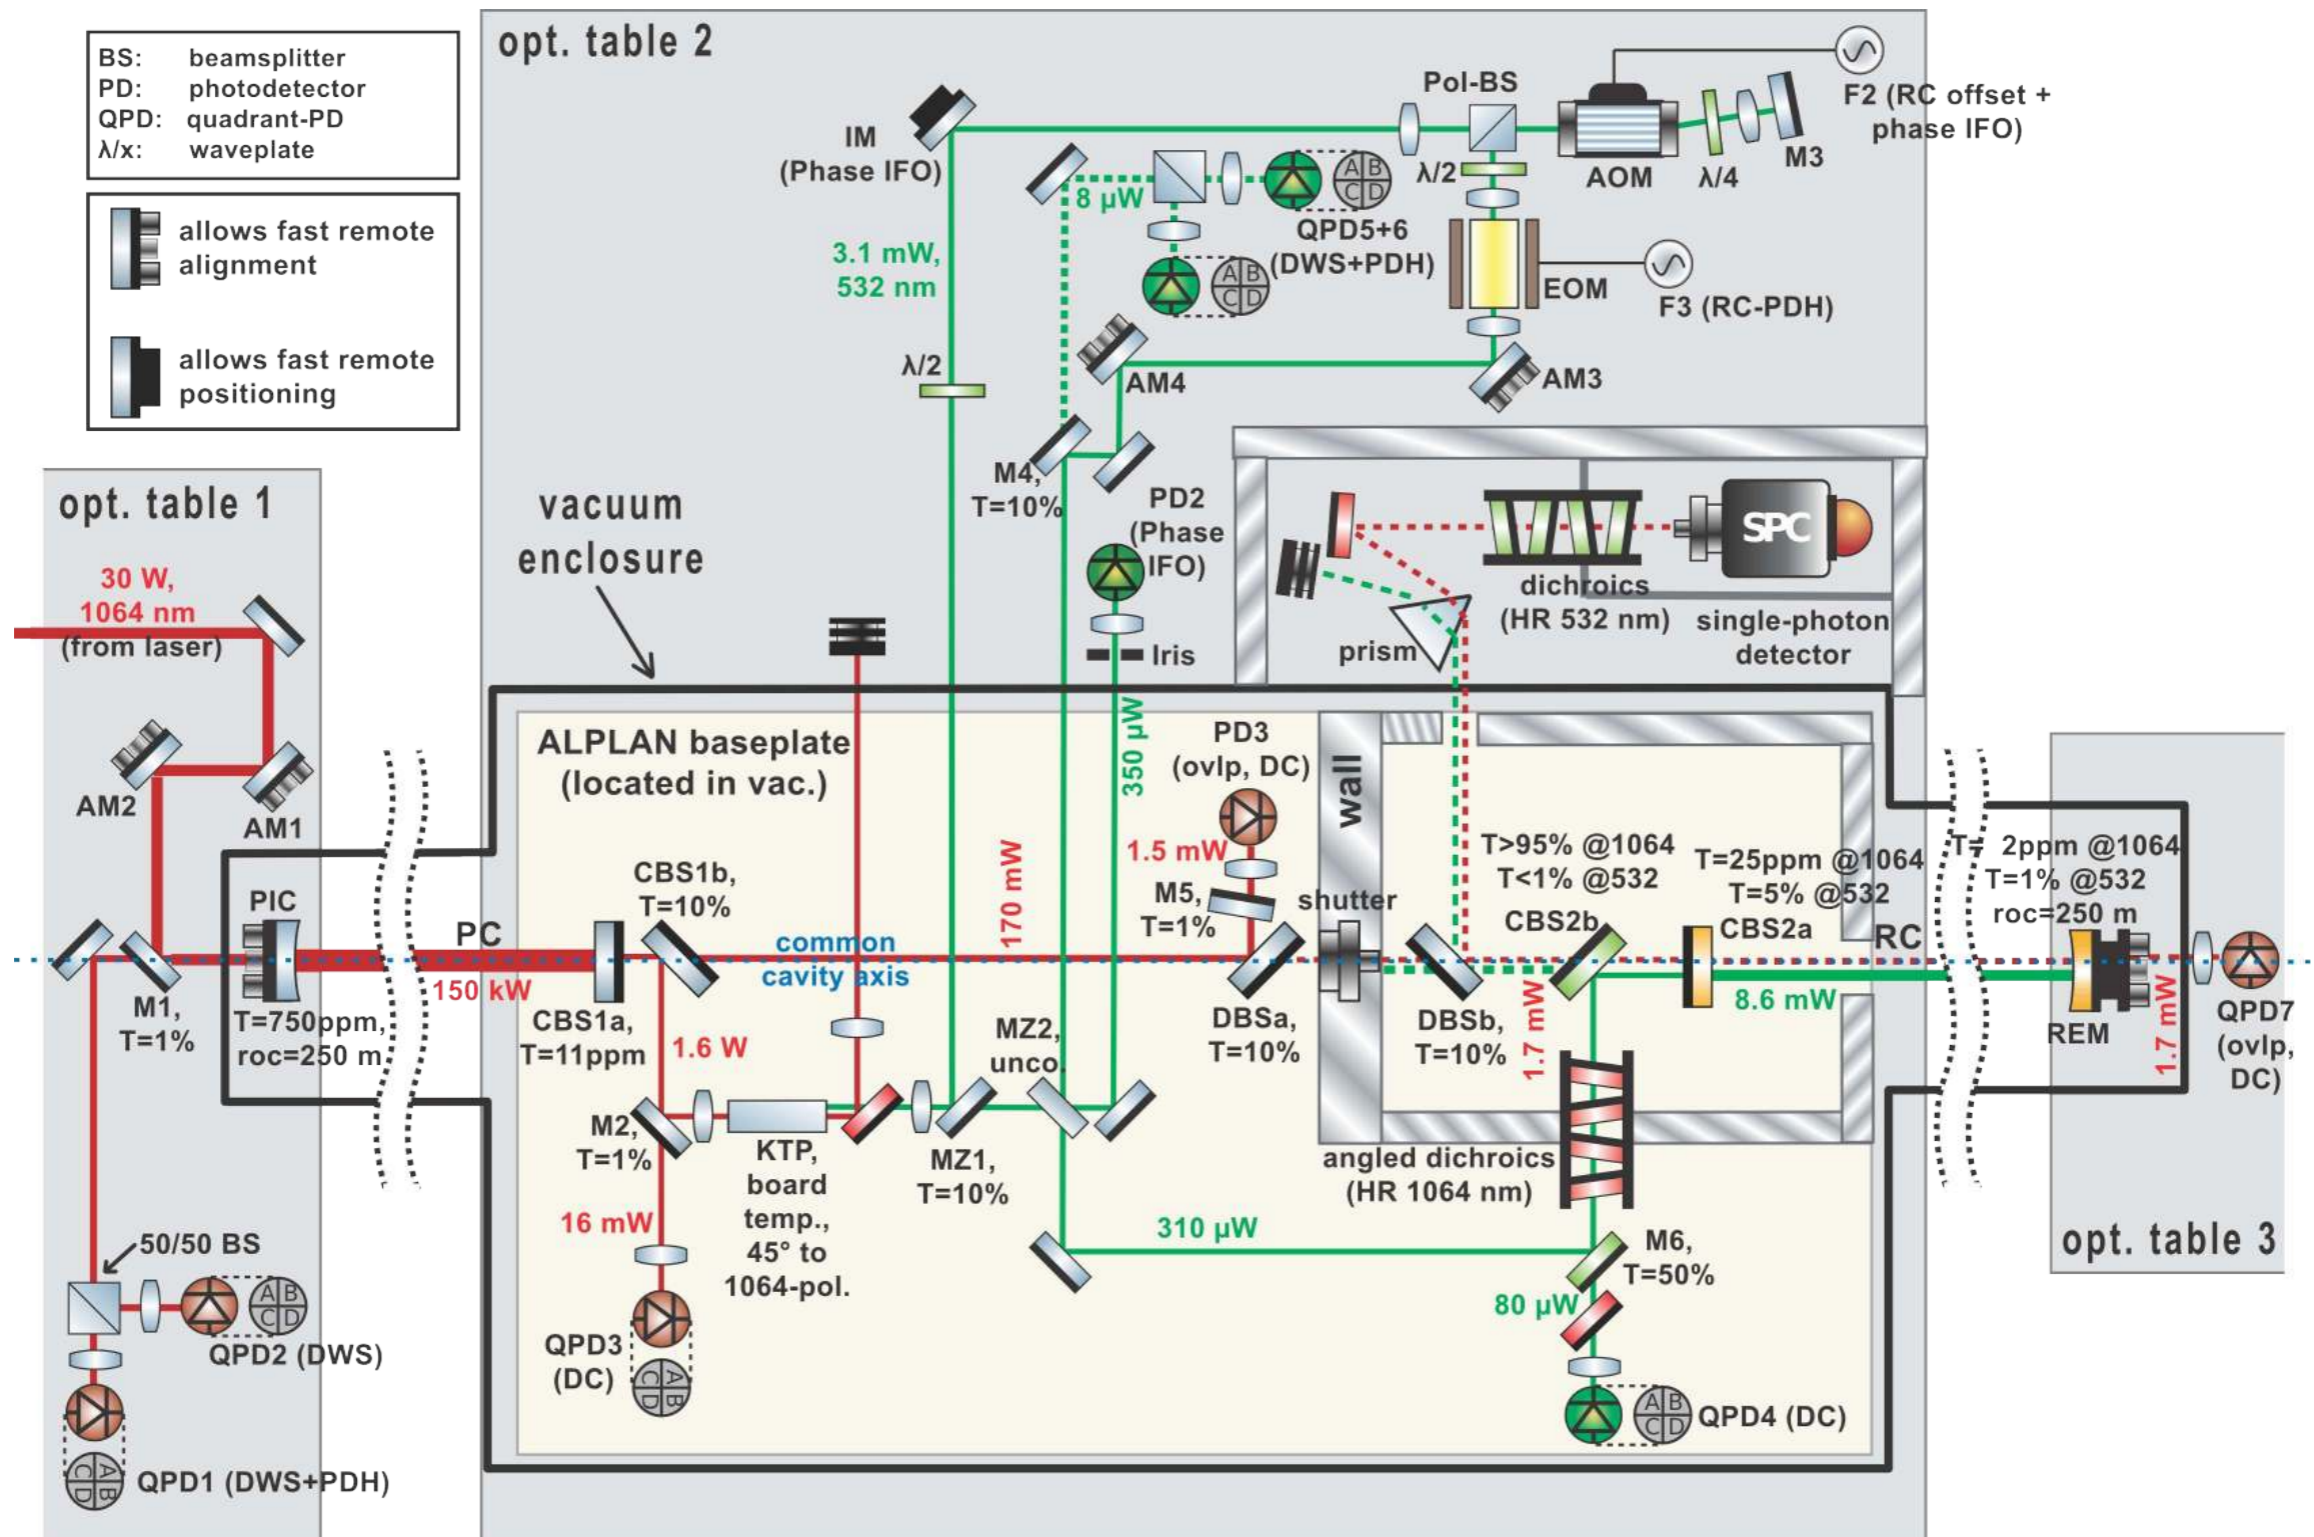 BS: beamsplitter
PD: photodetector
QPD: quadrant-PD
λ/x: waveplate
allows fast remote
alignment
allows fast remote
positioning
opt. table 2
IM
(Phase IFO)
Pol-BS
F2 (RC offset +
phase IFO)
M3
λ/4
AOM
λ/2
8 µW
A B
C D
QPD5+6
(DWS+PDH)
A B
C D
EOM
F3 (RC-PDH)
3.1 mW,
532 nm
λ/2
AM4
AM3
M4,
T=10%
PD2
(Phase
IFO)
Iris
SPC
dichroics
(HR 532 nm)
single-photon
detector
prism
opt. table 1
30 W,
1064 nm
(from laser)
AM2
AM1
vacuum
enclosure
ALPLAN baseplate
(located in vac.)
350 µW
170 mW
PD3
(ovlp, DC)
1.5 mW
M5,
T=1%
wall
shutter
T>95% @1064
T<1% @532
CBS2b
T=25ppm @1064
T=5% @532
CBS2a
T= 2ppm @1064
T=1% @532
roc=250 m
PIC
PC
150 kW
CBS1b,
T=10%
common
cavity axis
RC
M1,
T=1%
T=750ppm,
roc=250 m
CBS1a,
T=11ppm
1.6 W
MZ2,
unco.
DBSa,
T=10%
DBSb,
T=10%
1.7 mW
8.6 mW
REM
1.7 mW
QPD7
(ovlp,
DC)
M2,
T=1%
KTP,
board
temp.,
45° to
1064-pol.
MZ1,
T=10%
angled dichroics
(HR 1064 nm)
16 mW
310 µW
M6,
T=50%
80 µW
opt. table 3
50/50 BS
A B
C D
QPD2 (DWS)
QPD3
(DC)
A B
C D
A B
C D
QPD4 (DC)
A B
C D
QPD1 (DWS+PDH)